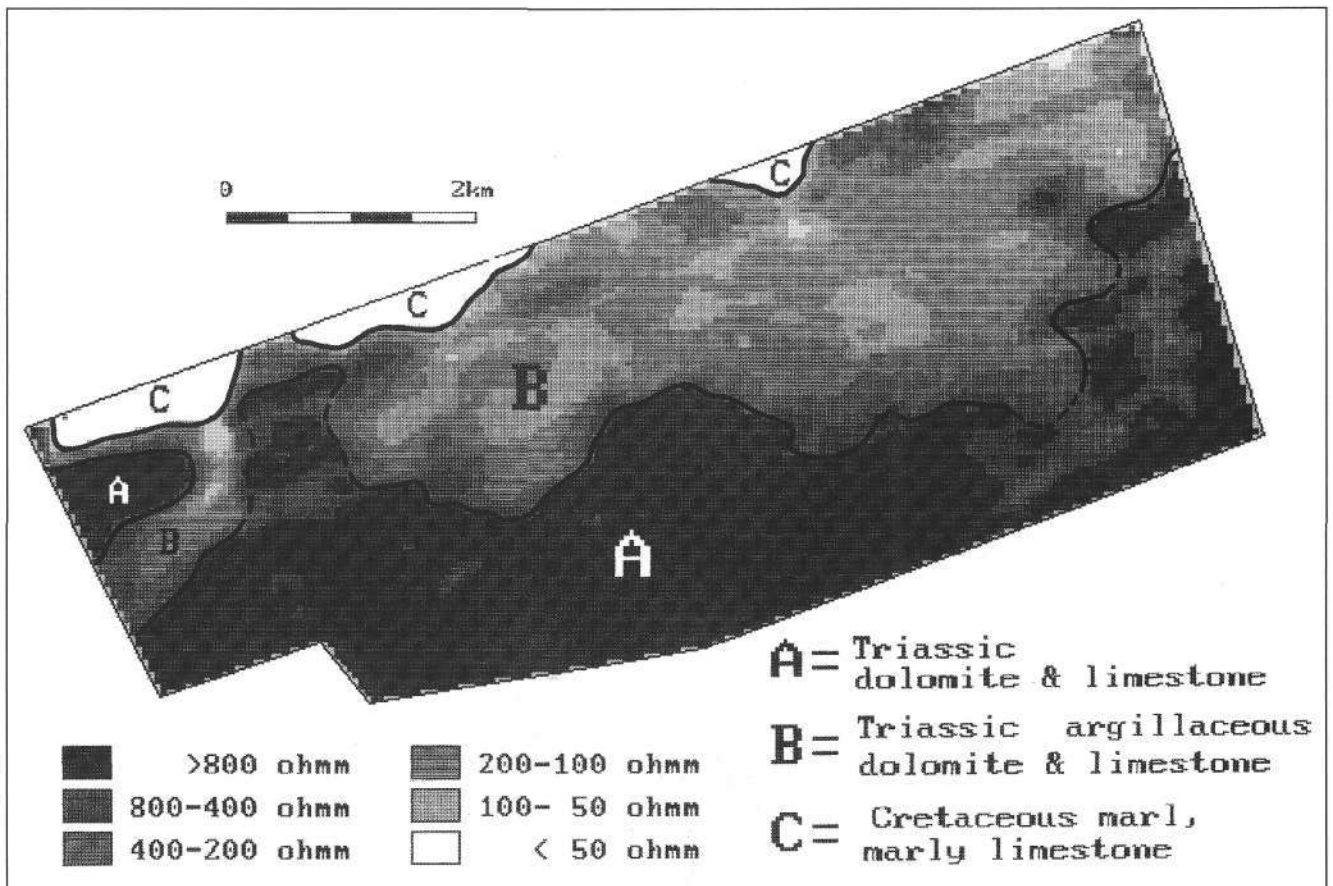 0 2km
C
C
C
B
A
B
A
A = Triassic
dolomite & limestone
B = Triassic argillaceous
dolomite & limestone
C = Cretaceous marl,
marly limestone
>800 ohmm
800-400 ohmm
400-200 ohmm
200-100 ohmm
100- 50 ohmm
< 50 ohmm